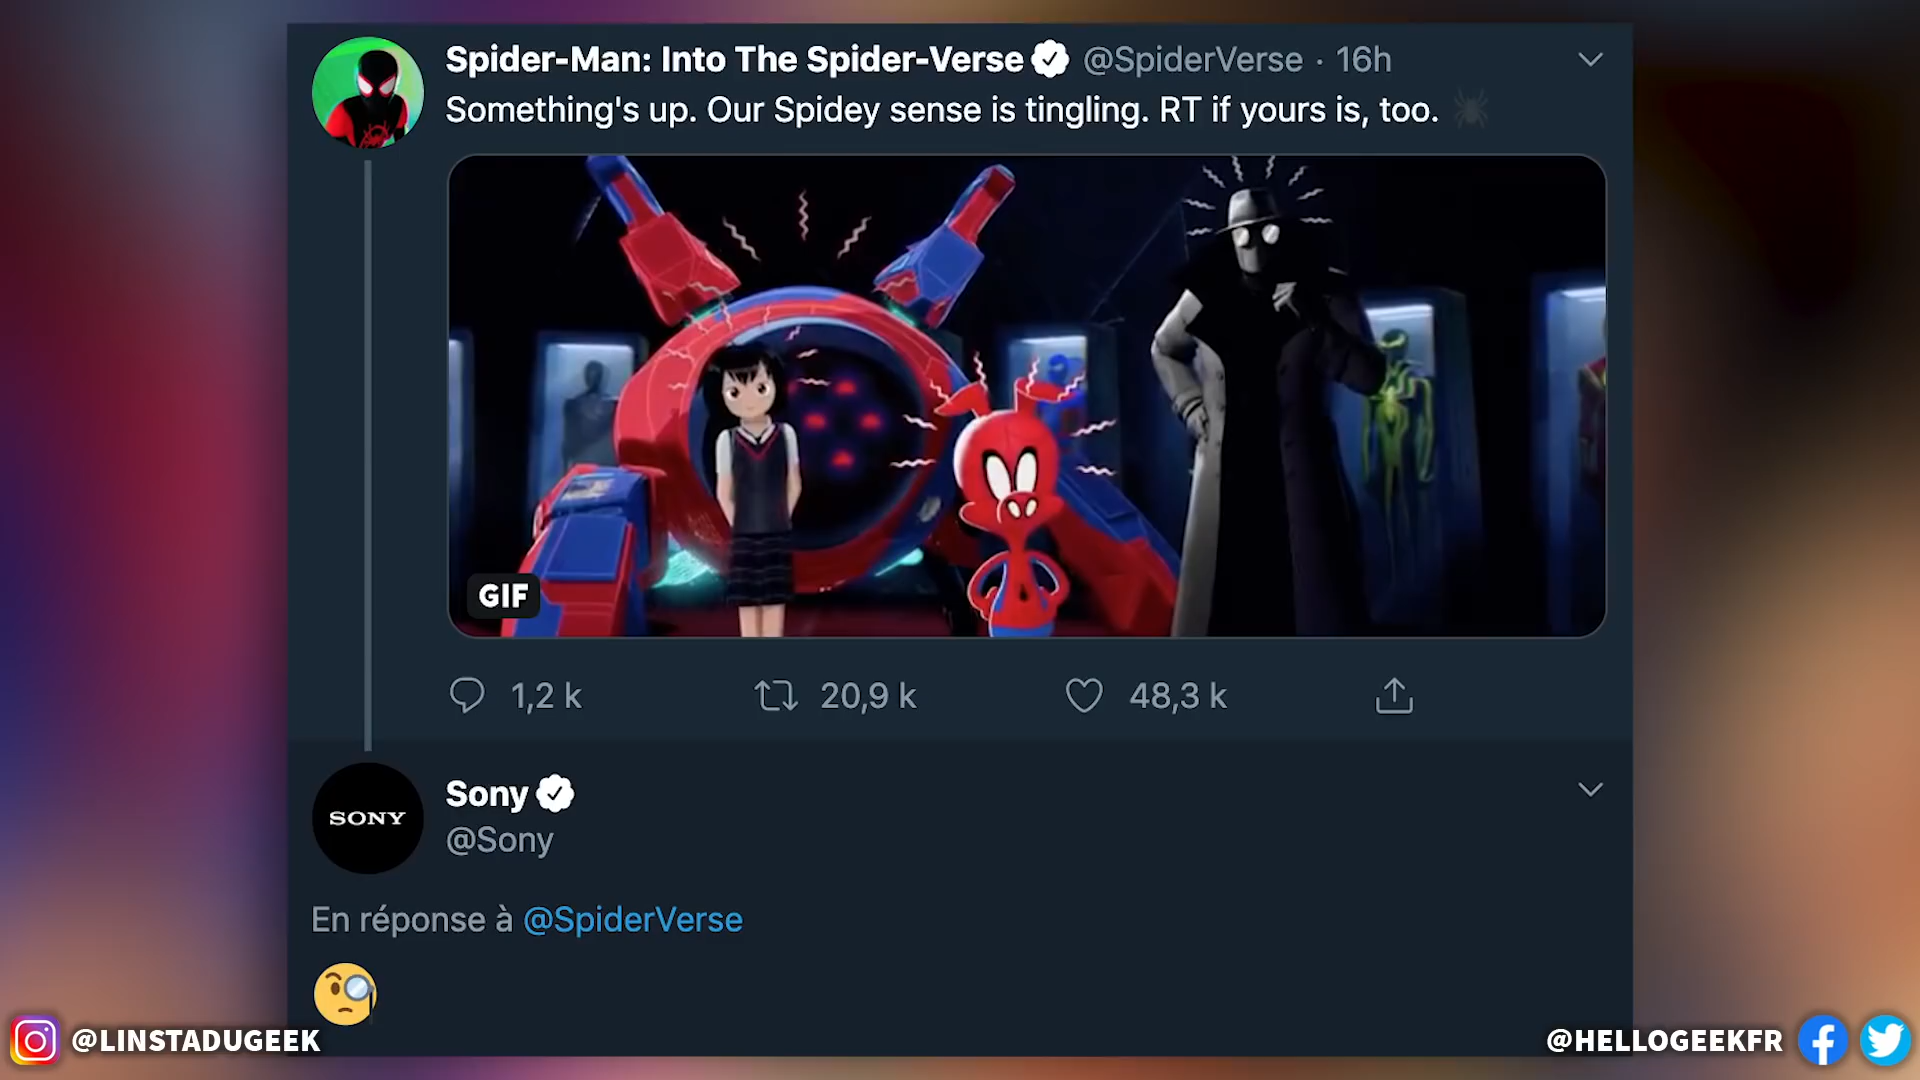 Spider-Man: Into The Spider-Verse @SpiderVerse · 16h
Something's up. Our Spidey sense is tingling. RT if yours is, too.
GIF
1,2 k 20,9 k 48,3 k
SONY
Sony
@Sony
En réponse à @SpiderVerse
@LINSTADUGEEK
@HELLOGEEKFR